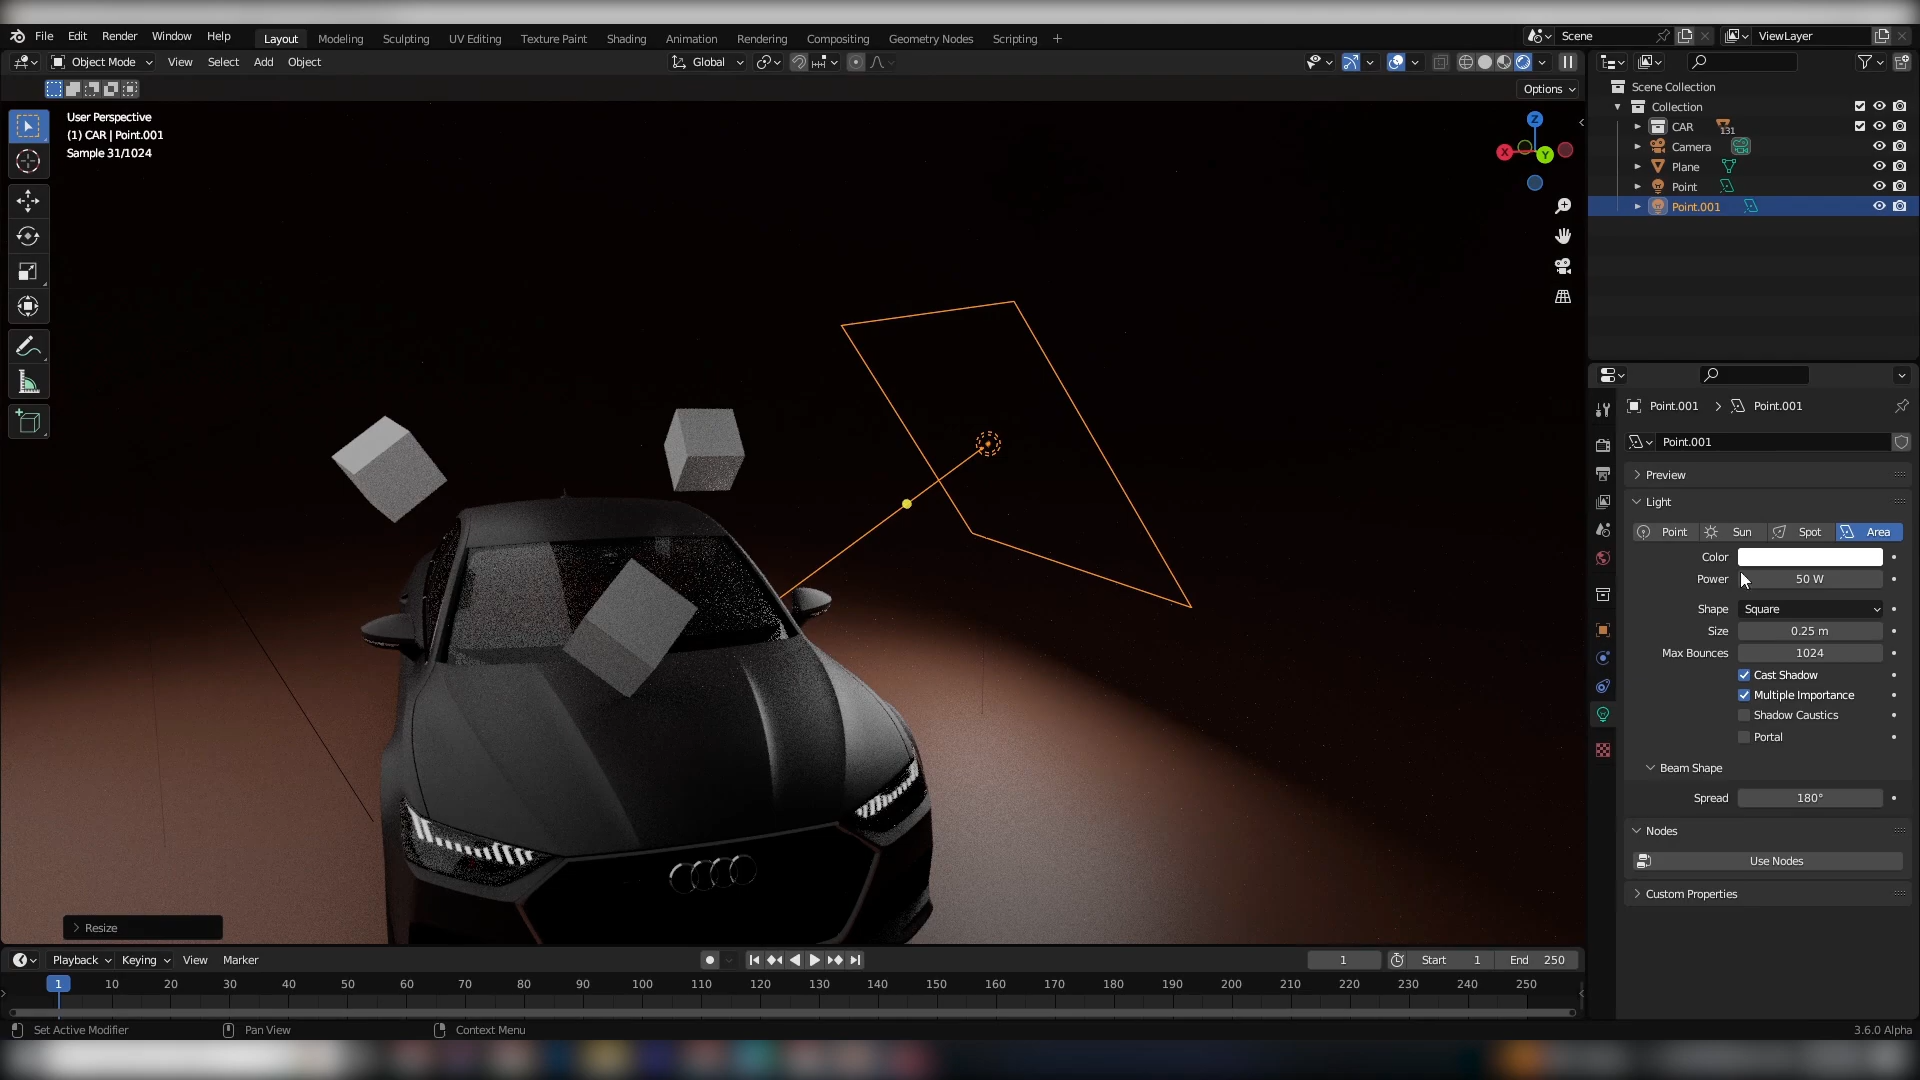 File Edit Render Window Help Layout Modeling Sculpting UV Editing Texture Paint Shading Animation Rendering Compositing Geometry Nodes Scripting + Scene ViewLayer
Object Mode View Select Add Object Global
Options
User Perspective
(1) CAR | Point.001
Sample 31/1024
Z
X
Y
Scene Collection
Collection
CAR 131
Camera
Plane
Point
Point.001
Point.001 Point.001
Point.001
Preview
Light
Point Sun Spot Area
Color
Power 50 W
Shape Square
Size 0.25 m
Max Bounces 1024
Cast Shadow
Multiple Importance
Shadow Caustics
Portal
Beam Shape
Spread 180°
Nodes
Use Nodes
Custom Properties
Resize
Playback Keying View Marker 1 Start 1 End 250
1 10 20 30 40 50 60 70 80 90 100 110 120 130 140 150 160 170 180 190 200 210 220 230 240 250
Set Active Modifier Pan View Context Menu 3.6.0 Alpha